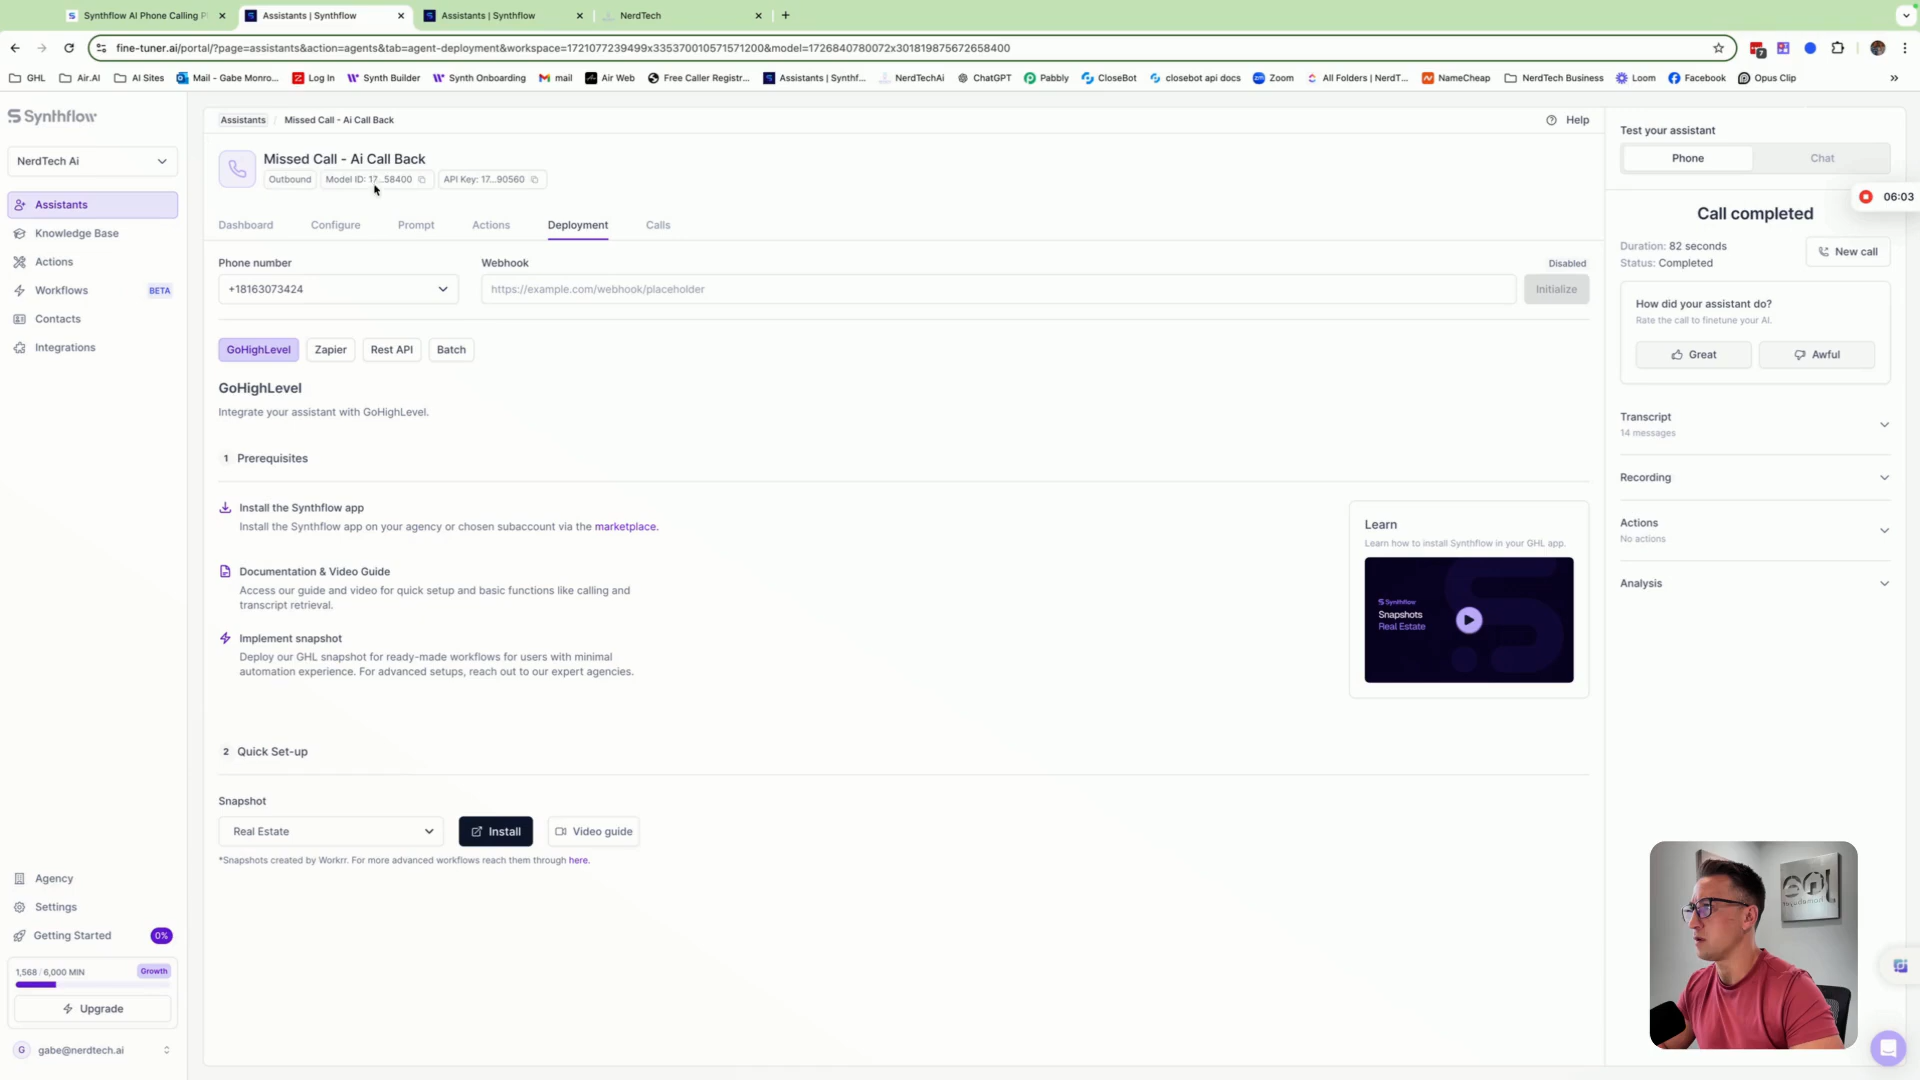 Synthflow AI Phone Calling P
Assistants | Synthflow
Assistants | Synthflow
NerdTech
fine-tuner.ai/portal/?page=assistants&action=agents&tab=agent-deployment&workspace=1721077239499x335370010571571200&model=1726840780072x301819875672658400
GHL
Air.AI
AI Sites
Mail - Gabe Monro...
Log In
Synth Builder
Synth Onboarding
mail
Air Web
Free Caller Registr...
Assistants | Synthf...
NerdTechAi
ChatGPT
Pabbly
CloseBot
closebot api docs
Zoom
All Folders | NerdT...
NameCheap
NerdTech Business
Loom
Facebook
Opus Clip
Synthflow
NerdTech Ai
Assistants
Knowledge Base
Actions
Workflows BETA
Contacts
Integrations
Agency
Settings
Getting Started 0%
1,568 / 6,000 MIN Growth
Upgrade
G gabe@nerdtech.ai
Assistants / Missed Call - Ai Call Back
Help
Missed Call - Ai Call Back
Outbound Model ID: 17...58400 API Key: 17...90560
Dashboard Configure Prompt Actions Deployment Calls
Phone number
+18163073424
Webhook Disabled
https://example.com/webhook/placeholder Initialize
GoHighLevel Zapier Rest API Batch
GoHighLevel
Integrate your assistant with GoHighLevel.
1 Prerequisites
Install the Synthflow app
Install the Synthflow app on your agency or chosen subaccount via the marketplace.
Documentation & Video Guide
Access our guide and video for quick setup and basic functions like calling and
transcript retrieval.
Implement snapshot
Deploy our GHL snapshot for ready-made workflows for users with minimal
automation experience. For advanced setups, reach out to our expert agencies.
Learn
Learn how to install Synthflow in your GHL app.
Synthflow
Snapshots
Real Estate
2 Quick Set-up
Snapshot
Real Estate Install Video guide
*Snapshots created by Workrr. For more advanced workflows reach them through here.
Test your assistant
Phone Chat
06:03
Call completed
Duration: 82 seconds
Status: Completed
New call
How did your assistant do?
Rate the call to finetune your AI.
Great Awful
Transcript
14 messages
Recording
Actions
No actions
Analysis